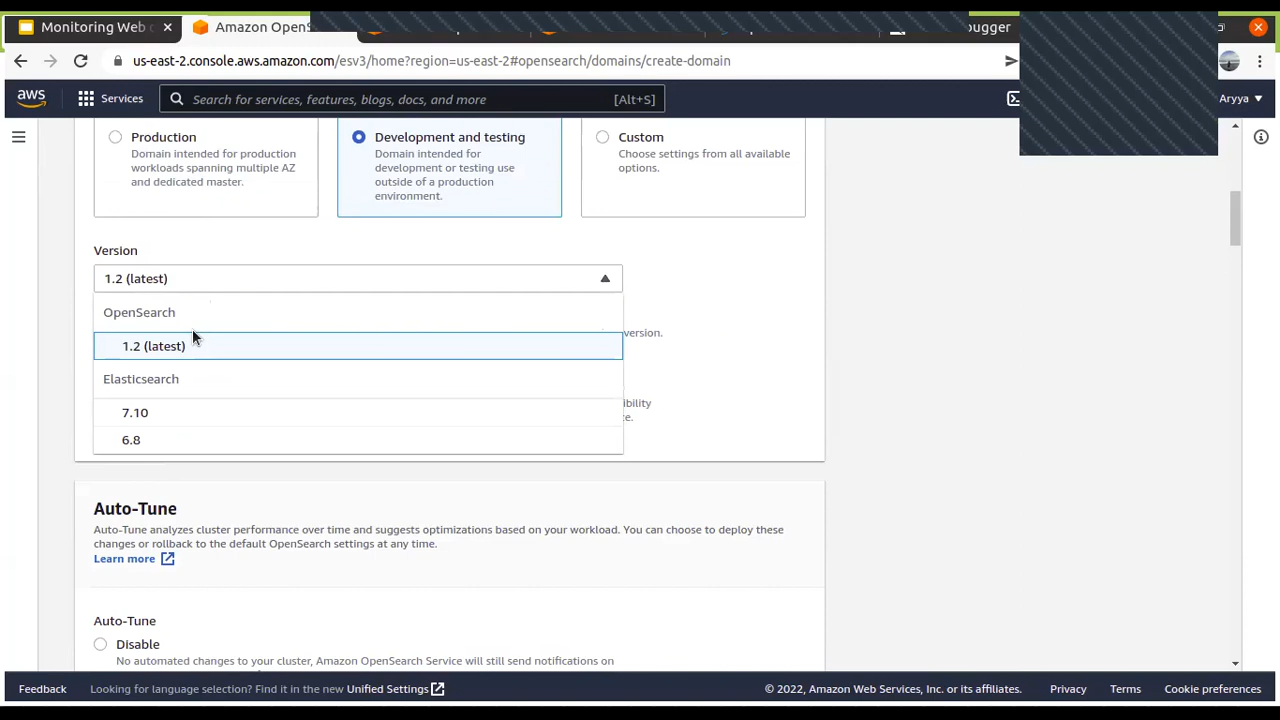 Monitoring Web
Amazon OpenS
ugger
us-east-2.console.aws.amazon.com/esv3/home?region=us-east-2#opensearch/domains/create-domain
aws
Services
Search for services, features, blogs, docs, and more
[Alt+S]
Aryya
Production
Domain intended for production
workloads spanning multiple AZ
and dedicated master.
Development and testing
Domain intended for
development or testing use
outside of a production
environment.
Custom
Choose settings from all available
options.
Version
1.2 (latest)
OpenSearch
version.
1.2 (latest)
Elasticsearch
ibility
7.10
e.
6.8
Auto-Tune
Auto-Tune analyzes cluster performance over time and suggests optimizations based on your workload. You can choose to deploy these
changes or rollback to the default OpenSearch settings at any time.
Learn more
Auto-Tune
Disable
No automated changes to your cluster, Amazon OpenSearch Service will still send notifications on
Feedback
Looking for language selection? Find it in the new Unified Settings
© 2022, Amazon Web Services, Inc. or its affiliates.
Privacy
Terms
Cookie preferences